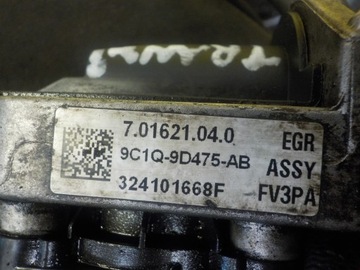 7.01621.04.0 EGR
9C1Q-9D475-AB ASSY
324101668F FV3PA